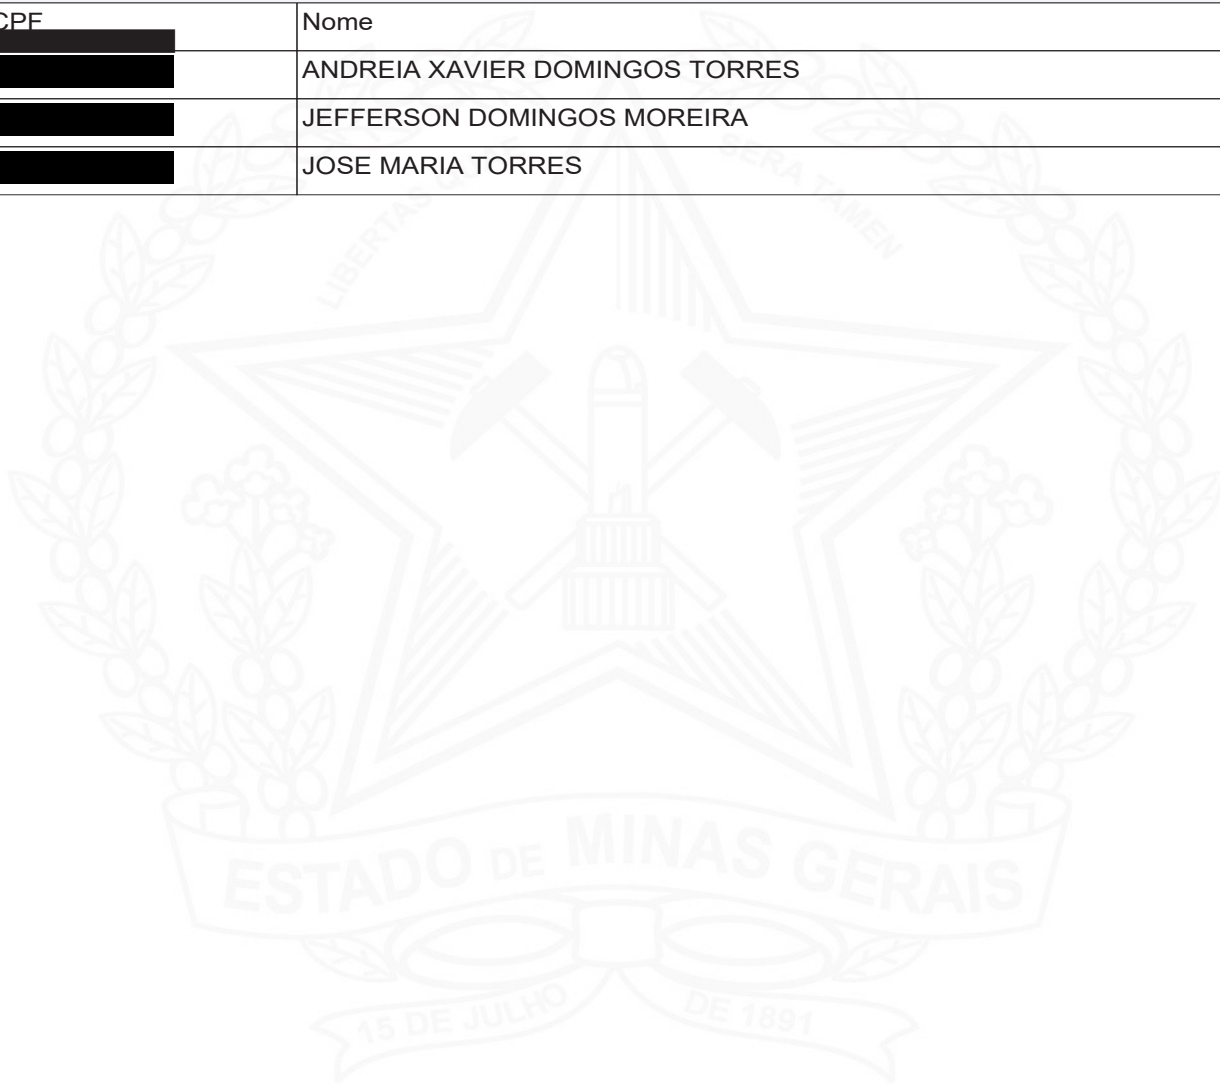 CPF Nome
ANDREIA XAVIER DOMINGOS TORRES
JEFFERSON DOMINGOS MOREIRA
JOSE MARIA TORRES
LIBERTAS QUE SERA TAMEN
ESTADO DE MINAS GERAIS
15 DE JULHO DE 1891